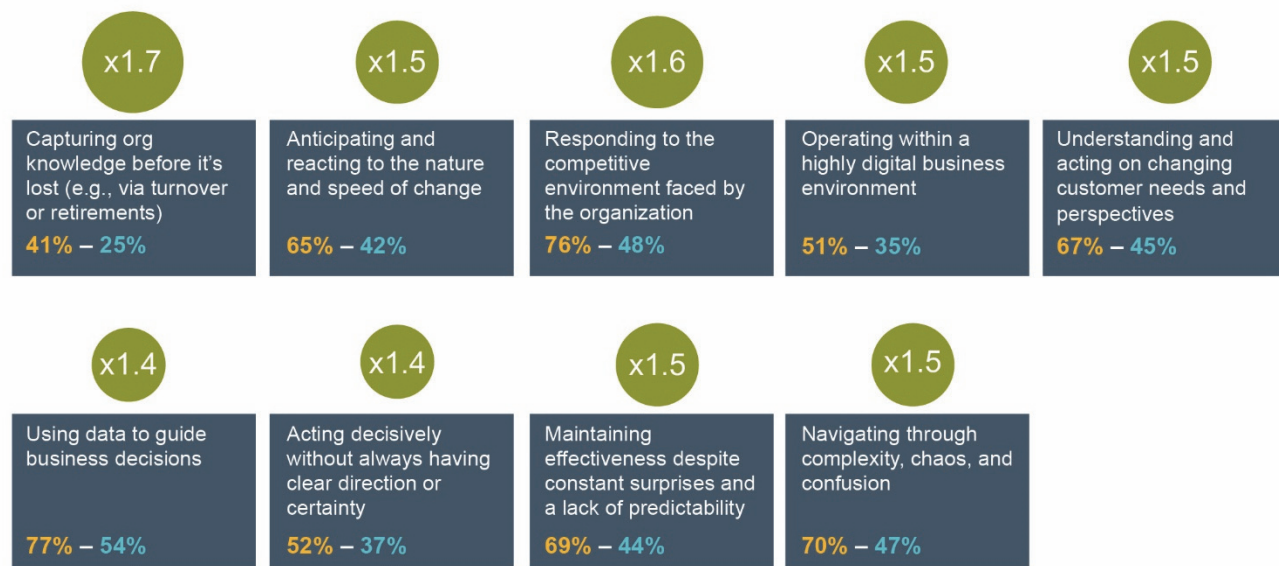 x1.7
x1.5
x1.6
x1.5
x1.5
Capturing org
knowledge before it’s
lost (e.g., via turnover
or retirements)
41% – 25%
Anticipating and
reacting to the nature
and speed of change
65% – 42%
Responding to the
competitive
environment faced by
the organization
76% – 48%
Operating within a
highly digital business
environment
51% – 35%
Understanding and
acting on changing
customer needs and
perspectives
67% – 45%
x1.4
x1.4
x1.5
x1.5
Using data to guide
business decisions
77% – 54%
Acting decisively
without always having
clear direction or
certainty
52% – 37%
Maintaining
effectiveness despite
constant surprises and
a lack of predictability
69% – 44%
Navigating through
complexity, chaos, and
confusion
70% – 47%